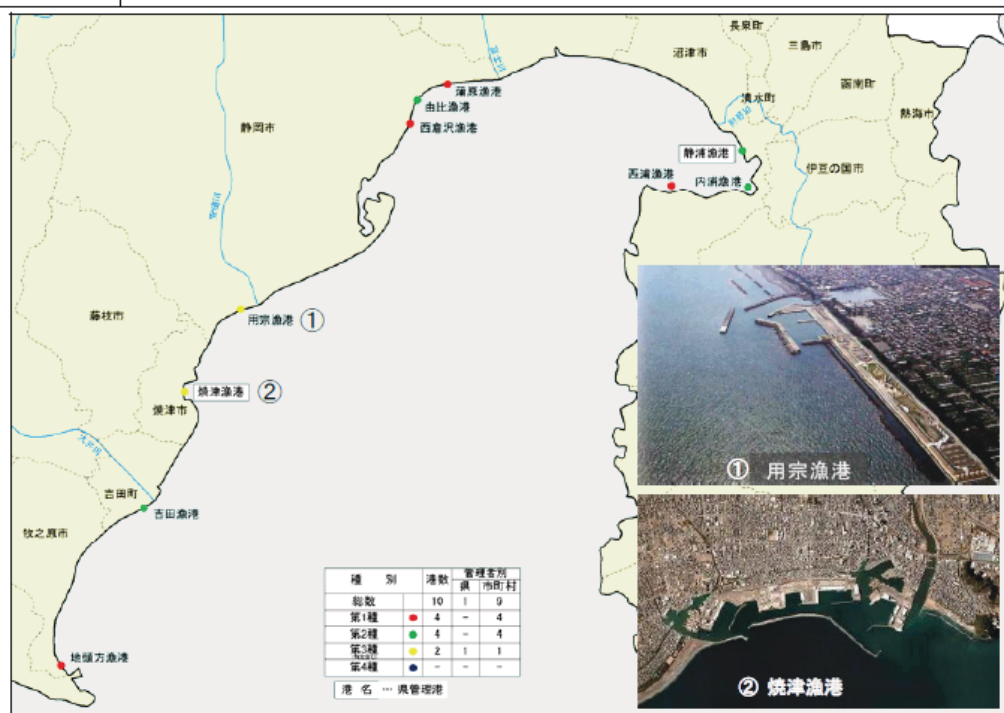 長泉町
沼津市
三島市
函南町
清水町
熱海市
蒲原漁港
由比漁港
静岡市
西倉沢漁港
静浦漁港
伊豆の国市
西浦漁港
内浦漁港
藤枝市
用宗漁港 ①
焼津漁港 ②
焼津市
① 用宗漁港
吉田町
吉田漁港
牧之原市
種 別 港数 管理者別
県 市町村
総数 10 1 9
第1種 4 - 4
第2種 4 - 4
第3種 2 1 1
第4種 - - -
港 名 … 県管理港
地頭方漁港
② 焼津漁港